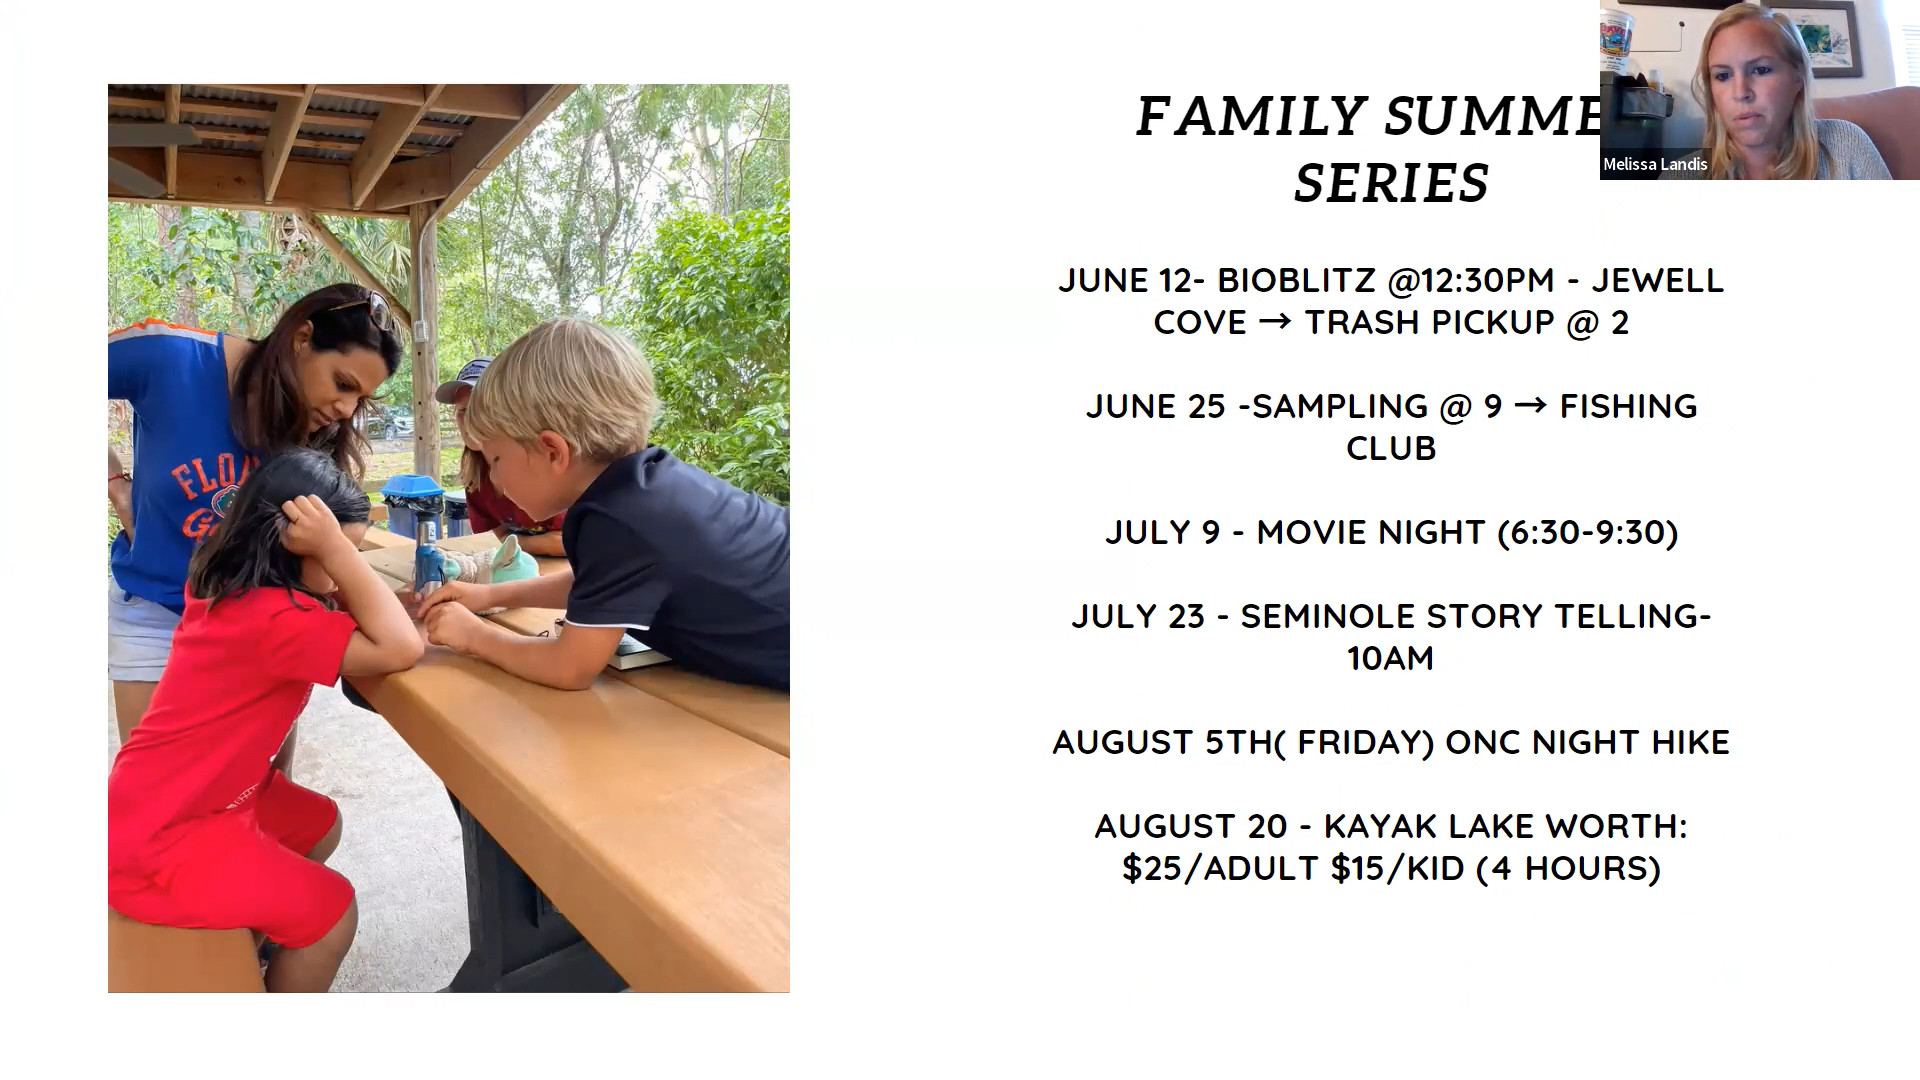 FAMILY SUMME
SERIES
JUNE 12- BIOBLITZ @12:30PM - JEWELL
COVE → TRASH PICKUP @ 2
JUNE 25 -SAMPLING @ 9 → FISHING
CLUB
JULY 9 - MOVIE NIGHT (6:30-9:30)
JULY 23 - SEMINOLE STORY TELLING-
10AM
AUGUST 5TH( FRIDAY) ONC NIGHT HIKE
AUGUST 20 - KAYAK LAKE WORTH:
$25/ADULT $15/KID (4 HOURS)
Melissa Landis
FLO